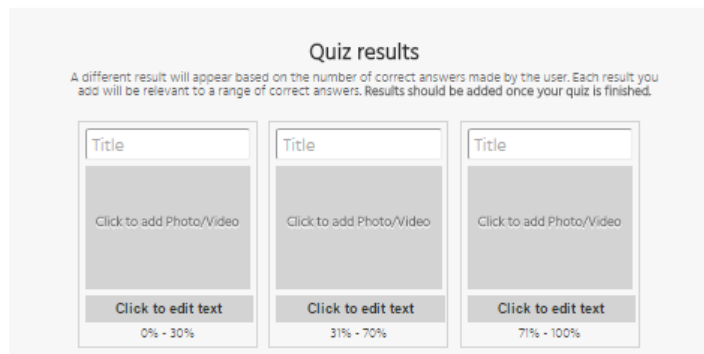 Quiz results
A different result will appear based on the number of correct answers made by the user. Each result you
add will be relevant to a range of correct answers. Results should be added once your quiz is finished.
Title
Title
Title
Click to add Photo/Video
Click to add Photo/Video
Click to add Photo/Video
Click to edit text
Click to edit text
Click to edit text
0% - 30%
31% - 70%
71% - 100%